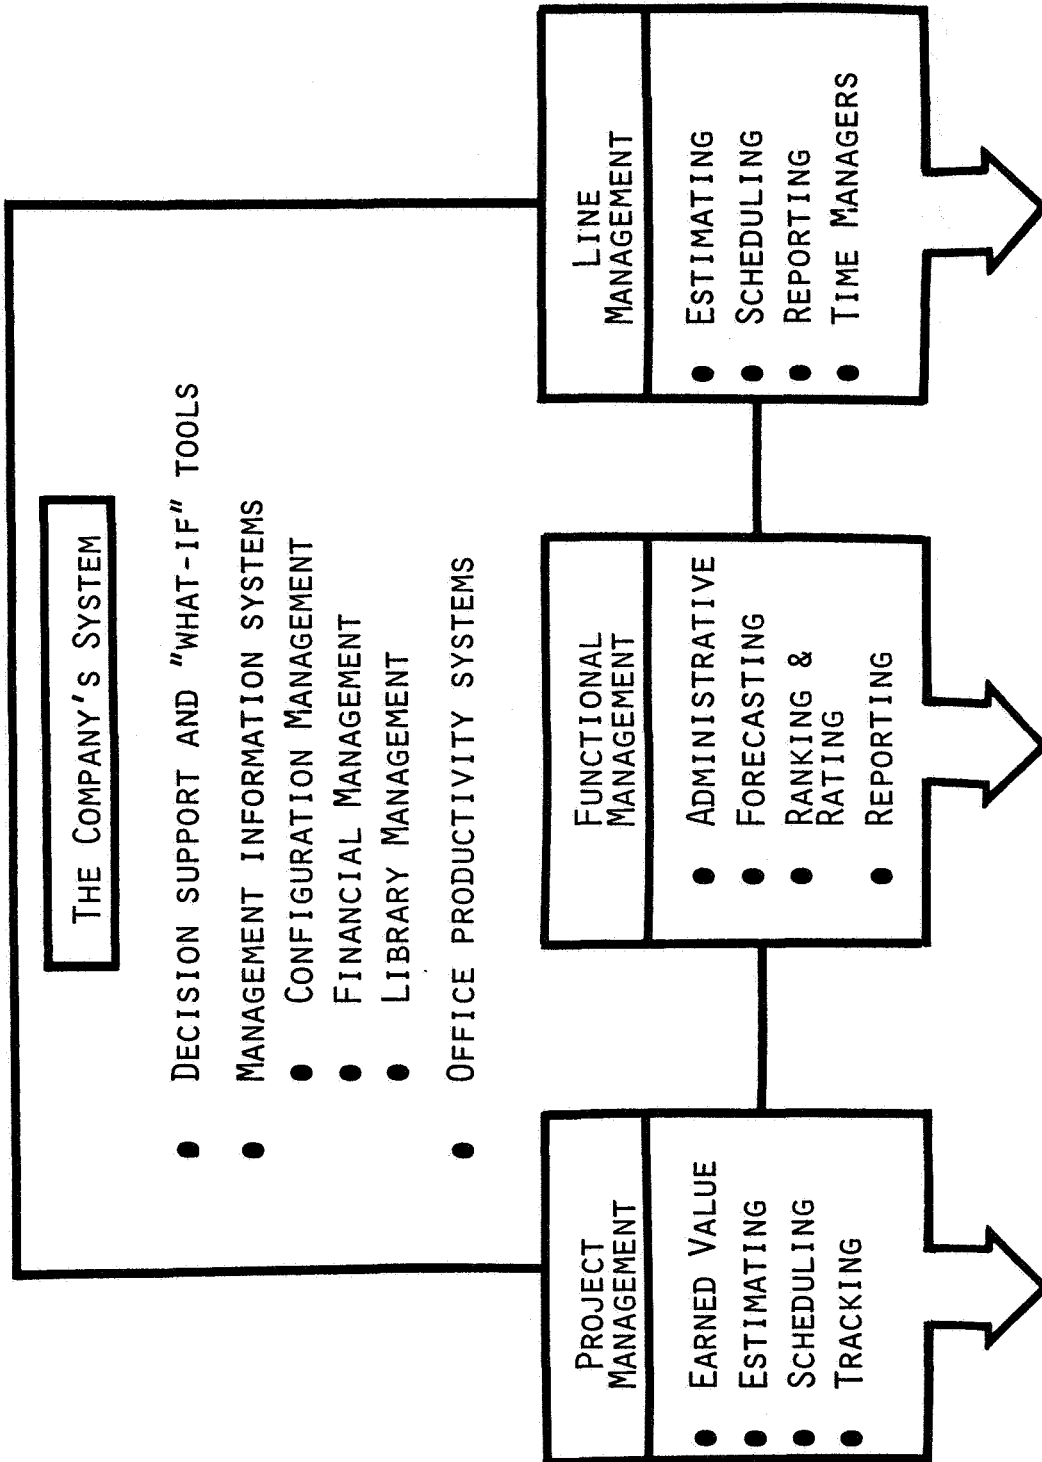 THE COMPANY'S SYSTEM
● DECISION SUPPORT AND "WHAT-IF" TOOLS
● MANAGEMENT INFORMATION SYSTEMS
● CONFIGURATION MANAGEMENT
● FINANCIAL MANAGEMENT
● LIBRARY MANAGEMENT
● OFFICE PRODUCTIVITY SYSTEMS
PROJECT
MANAGEMENT
● EARNED VALUE
● ESTIMATING
● SCHEDULING
● TRACKING
FUNCTIONAL
MANAGEMENT
● ADMINISTRATIVE
● FORECASTING
● RANKING &
RATING
● REPORTING
LINE
MANAGEMENT
● ESTIMATING
● SCHEDULING
● REPORTING
● TIME MANAGERS